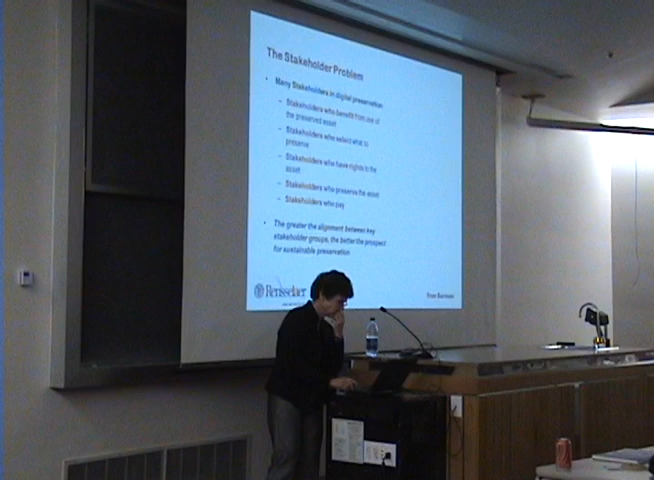 The Stakeholder Problem
• Many Stakeholders in digital preservation
– Stakeholders who benefit from use of
the preserved asset
– Stakeholders who select what to
preserve
– Stakeholders who have rights to the
asset
– Stakeholders who preserve the asset
– Stakeholders who pay
• The greater the alignment between key
stakeholder groups, the better the prospect
for sustainable preservation
Rensselaer
Fran Berman